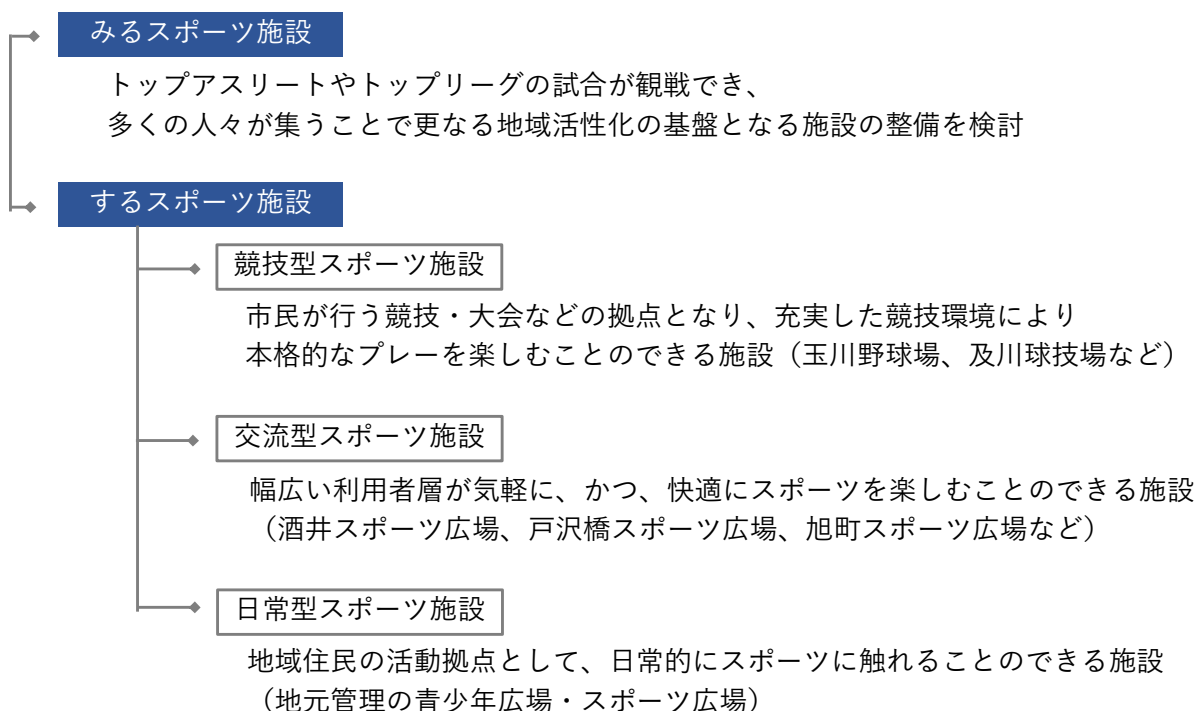 みるスポーツ施設
トップアスリートやトップリーグの試合が観戦でき、
多くの人々が集うことで更なる地域活性化の基盤となる施設の整備を検討
するスポーツ施設
競技型スポーツ施設
市民が行う競技・大会などの拠点となり、充実した競技環境により
本格的なプレーを楽しむことのできる施設（玉川野球場、及川球技場など）
交流型スポーツ施設
幅広い利用者層が気軽に、かつ、快適にスポーツを楽しむことのできる施設
（酒井スポーツ広場、戸沢橋スポーツ広場、旭町スポーツ広場など）
日常型スポーツ施設
地域住民の活動拠点として、日常的にスポーツに触れることのできる施設
（地元管理の青少年広場・スポーツ広場）